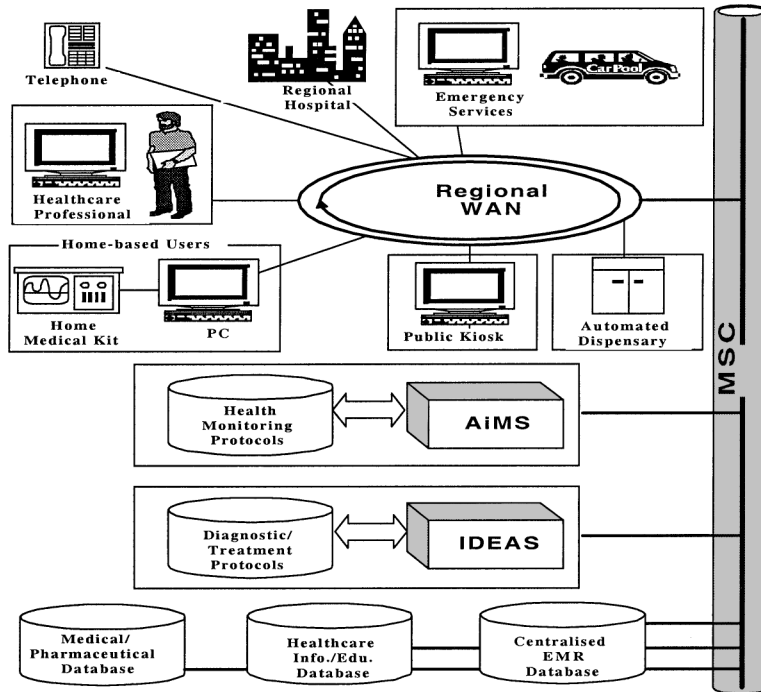 Telephone
Regional
Hospital
Emergency
Services
CarPool
Healthcare
Professional
Regional
WAN
Home-based Users
Home
Medical Kit
PC
Public Kiosk
Automated
Dispensary
MSC
Health
Monitoring
Protocols
AiMS
Diagnostic/
Treatment
Protocols
IDEAS
Medical/
Pharmaceutical
Database
Healthcare
Info./Edu.
Database
Centralised
EMR
Database